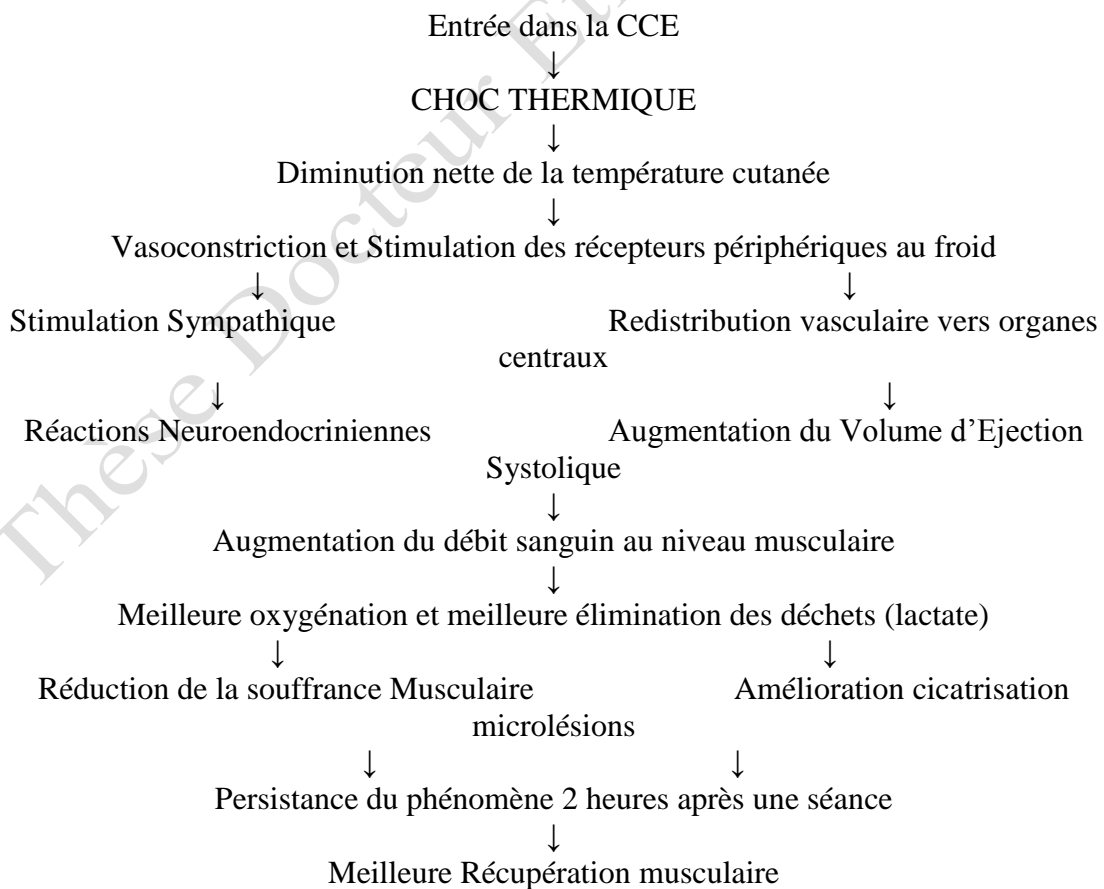 Entrée dans la CCE
↓
CHOC THERMIQUE
↓
Diminution nette de la température cutanée
↓
Vasoconstriction et Stimulation des récepteurs périphériques au froid
↓ ↓
Stimulation Sympathique Redistribution vasculaire vers organes
centraux
↓ ↓
Réactions Neuroendocriniennes Augmentation du Volume d’Ejection
Systolique
↓
Augmentation du débit sanguin au niveau musculaire
↓
Meilleure oxygénation et meilleure élimination des déchets (lactate)
↓ ↓
Réduction de la souffrance Musculaire Amélioration cicatrisation
microlésions
↓ ↓
Persistance du phénomène 2 heures après une séance
↓
Meilleure Récupération musculaire
Thèse Docteur